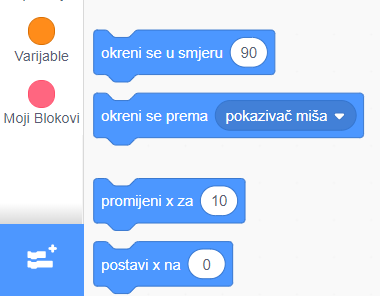 Varijable
Moji Blokovi
okreni se u smjeru 90
okreni se prema pokazivač miša
promijeni x za 10
postavi x na 0